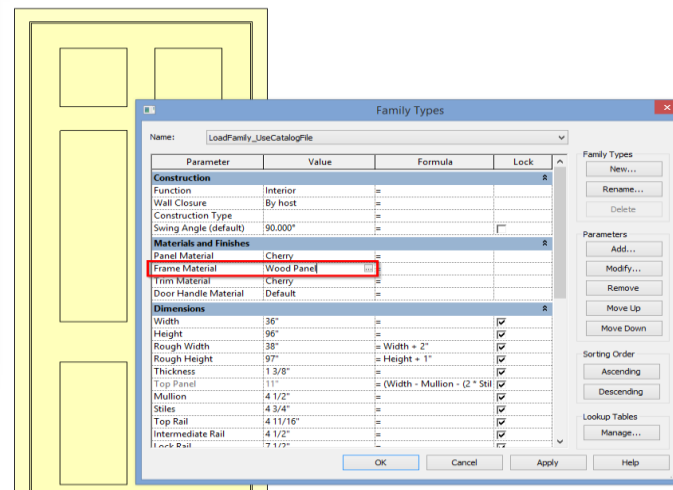 Family Types
Name: LoadFamily_UseCatalogFile
Parameter Value Formula Lock
Construction
Function Interior =
Wall Closure By host =
Construction Type =
Swing Angle (default) 90.000° =
Materials and Finishes
Panel Material Cherry =
Frame Material Wood Panel ... =
Trim Material Cherry =
Door Handle Material Default =
Dimensions
Width 36" =
Height 96" =
Rough Width 38" = Width + 2"
Rough Height 97" = Height + 1"
Thickness 1 3/8" =
Top Panel 11" = (Width - Mullion - (2 * Stil
Mullion 4 1/2" =
Stiles 4 3/4" =
Top Rail 4 11/16" =
Intermediate Rail 4 1/2" =
Lock Rail 7 1/2" =
Family Types
New...
Rename...
Delete
Parameters
Add...
Modify...
Remove
Move Up
Move Down
Sorting Order
Ascending
Descending
Lookup Tables
Manage...
OK Cancel Apply Help